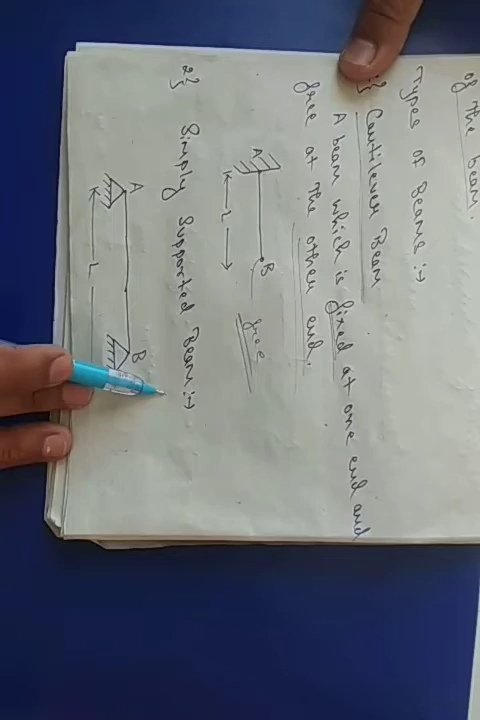 of the beam.
Types of Beams :→
1} Cantilever Beam
A beam which is fixed at one end and
free at the other end.
A
B
L
free
2} Simply Supported Beam :→
A
B
L